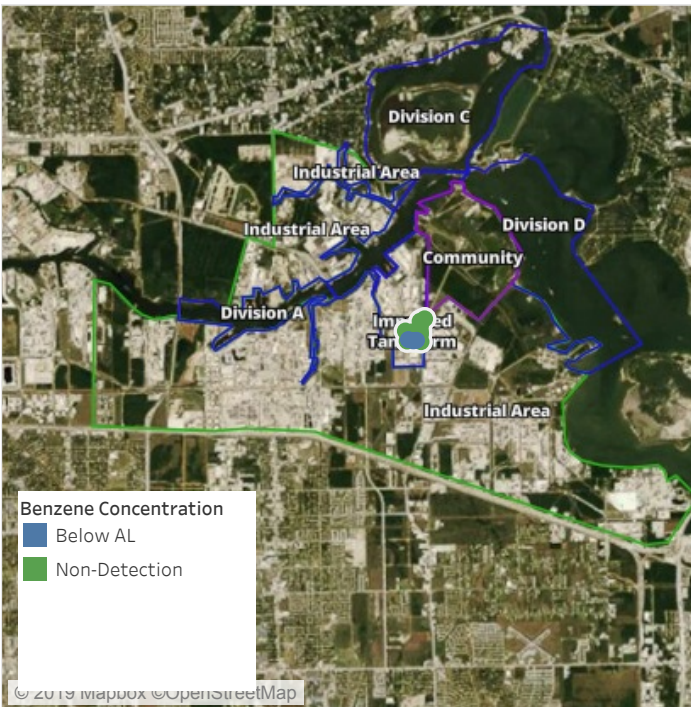 Division C
Industrial Area
Industrial Area
Division D
Community
Division A
Industrial Area
Benzene Concentration
Below AL
Non-Detection
© 2019 Mapbox ©OpenStreetMap